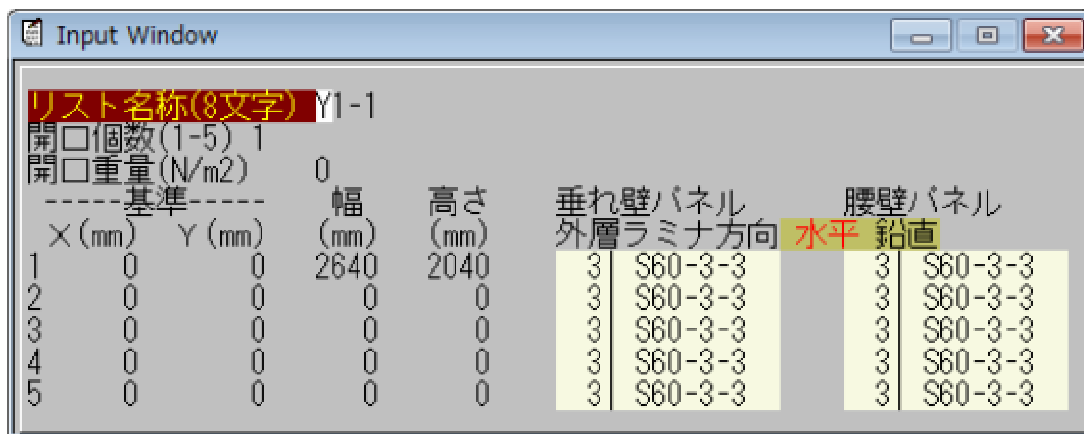 Input Window
リスト名称(8文字) Y1-1
開口個数(1-5) 1
開口重量(N/m2) 0
-----基準----- 幅 高さ 垂れ壁パネル 腰壁パネル
X(mm) Y(mm) (mm) (mm) 外層ラミナ方向 水平 鉛直
1 0 0 2640 2040 3 S60-3-3 3 S60-3-3
2 0 0 0 0 3 S60-3-3 3 S60-3-3
3 0 0 0 0 3 S60-3-3 3 S60-3-3
4 0 0 0 0 3 S60-3-3 3 S60-3-3
5 0 0 0 0 3 S60-3-3 3 S60-3-3